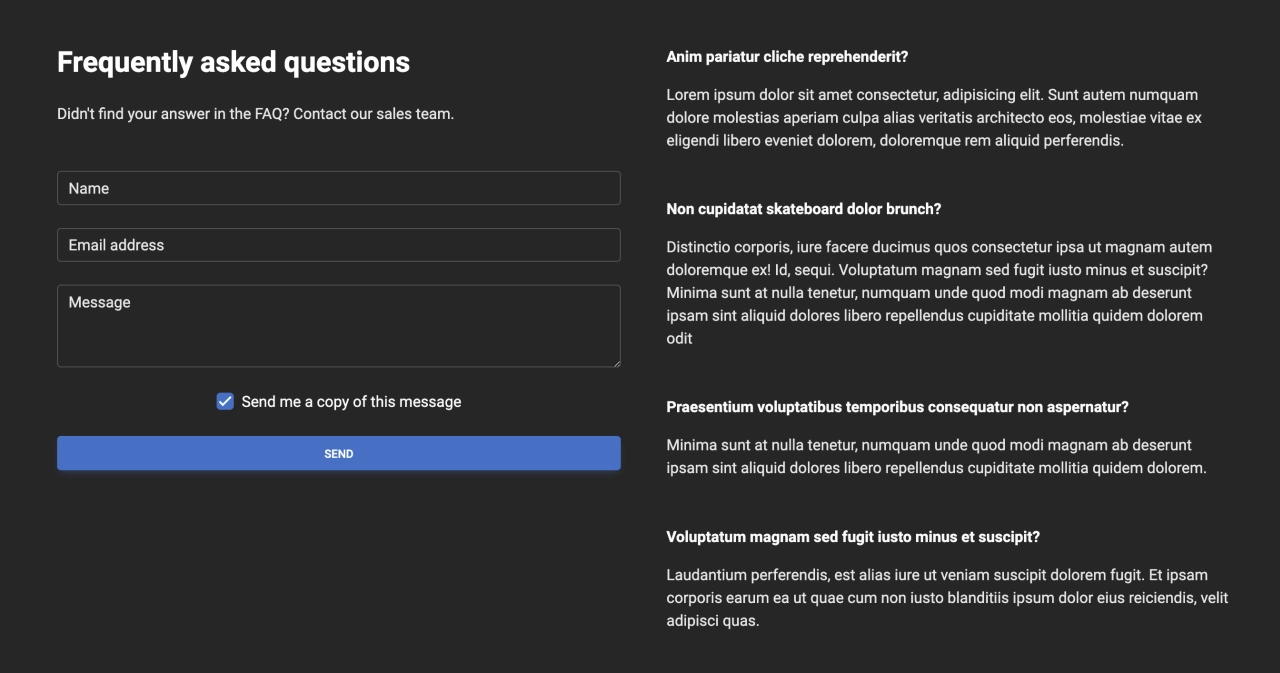 Frequently asked questions
Didn't find your answer in the FAQ? Contact our sales team.
Name
Email address
Message
Send me a copy of this message
SEND
Anim pariatur cliche reprehenderit?
Lorem ipsum dolor sit amet consectetur, adipisicing elit. Sunt autem numquam
dolore molestias aperiam culpa alias veritatis architecto eos, molestiae vitae ex
eligendi libero eveniet dolorem, doloremque rem aliquid perferendis.
Non cupidatat skateboard dolor brunch?
Distinctio corporis, iure facere ducimus quos consectetur ipsa ut magnam autem
doloremque ex! Id, sequi. Voluptatum magnam sed fugit iusto minus et suscipit?
Minima sunt at nulla tenetur, numquam unde quod modi magnam ab deserunt
ipsam sint aliquid dolores libero repellendus cupiditate mollitia quidem dolorem
odit
Praesentium voluptatibus temporibus consequatur non aspernatur?
Minima sunt at nulla tenetur, numquam unde quod modi magnam ab deserunt
ipsam sint aliquid dolores libero repellendus cupiditate mollitia quidem dolorem.
Voluptatum magnam sed fugit iusto minus et suscipit?
Laudantium perferendis, est alias iure ut veniam suscipit dolorem fugit. Et ipsam
corporis earum ea ut quae cum non iusto blanditiis ipsum dolor eius reiciendis, velit
adipisci quas.